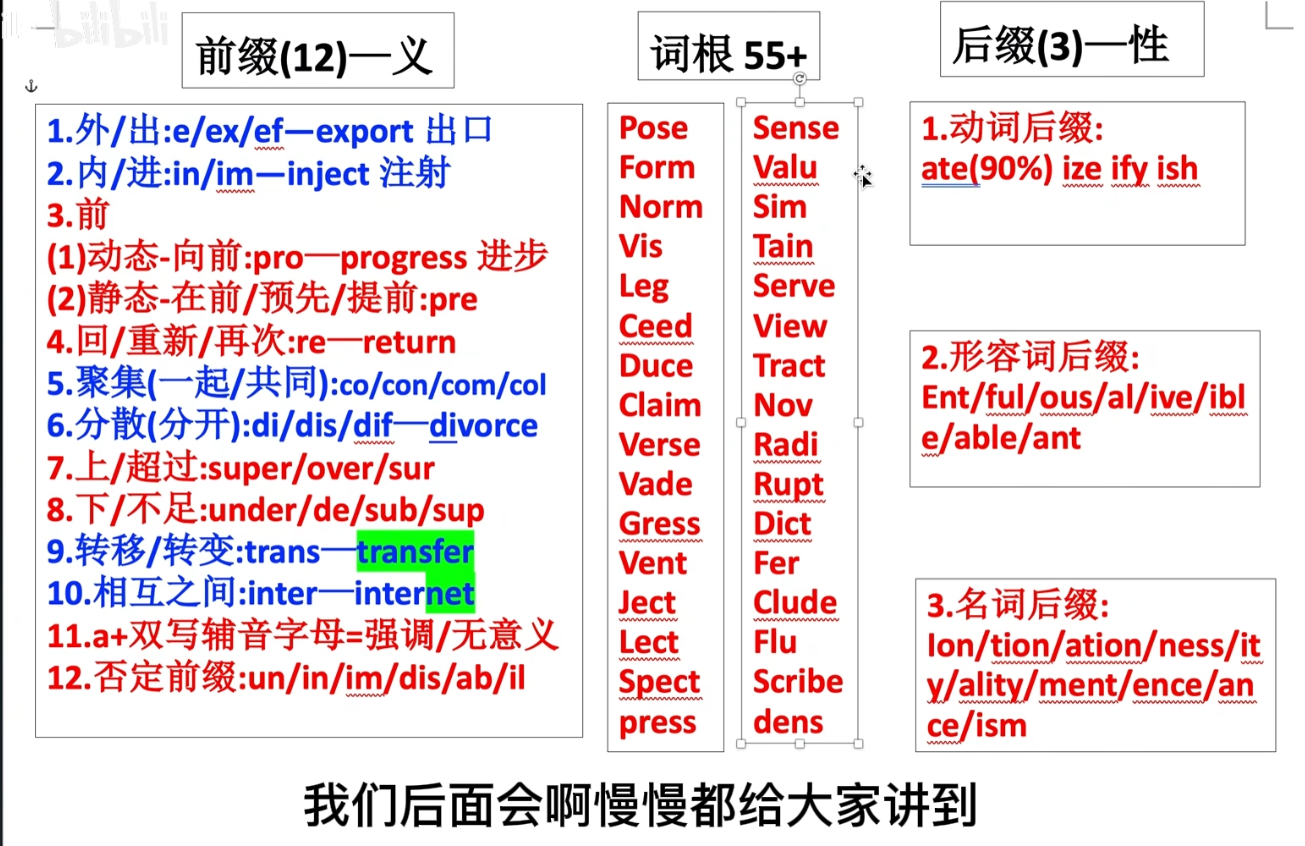 bilibili
前缀(12)—义
1.外/出:e/ex/ef—export 出口
2.内/进:in/im—inject 注射
3.前
(1)动态-向前:pro—progress 进步
(2)静态-在前/预先/提前:pre
4.回/重新/再次:re—return
5.聚集(一起/共同):co/con/com/col
6.分散(分开):di/dis/dif—divorce
7.上/超过:super/over/sur
8.下/不足:under/de/sub/sup
9.转移/转变:trans—transfer
10.相互之间:inter—internet
11.a+双写辅音字母=强调/无意义
12.否定前缀:un/in/im/dis/ab/il
词根 55+
Pose
Form
Norm
Vis
Leg
Ceed
Duce
Claim
Verse
Vade
Gress
Vent
Ject
Lect
Spect
press
Sense
Valu
Sim
Tain
Serve
View
Tract
Nov
Radi
Rupt
Dict
Fer
Clude
Flu
Scribe
dens
后缀(3)—性
1.动词后缀:
ate(90%) ize ify ish
2.形容词后缀:
Ent/ful/ous/al/ive/ibl
e/able/ant
3.名词后缀:
Ion/tion/ation/ness/it
y/ality/ment/ence/an
ce/ism
我们后面会啊慢慢都给大家讲到